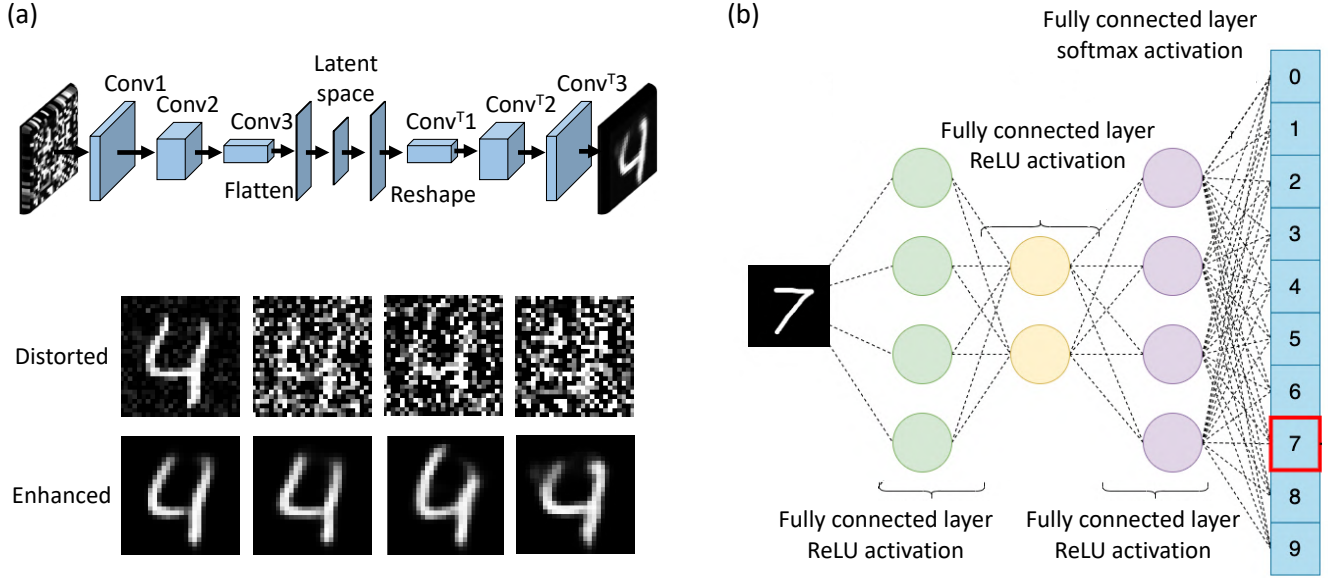 (a)
Conv1
Conv2
Conv3
Flatten
Latent
space
Reshape
Convᵀ1
Convᵀ2
Convᵀ3
Distorted
Enhanced
(b)
Fully connected layer
softmax activation
Fully connected layer
ReLU activation
Fully connected layer
ReLU activation
Fully connected layer
ReLU activation
0
1
2
3
4
5
6
7
8
9